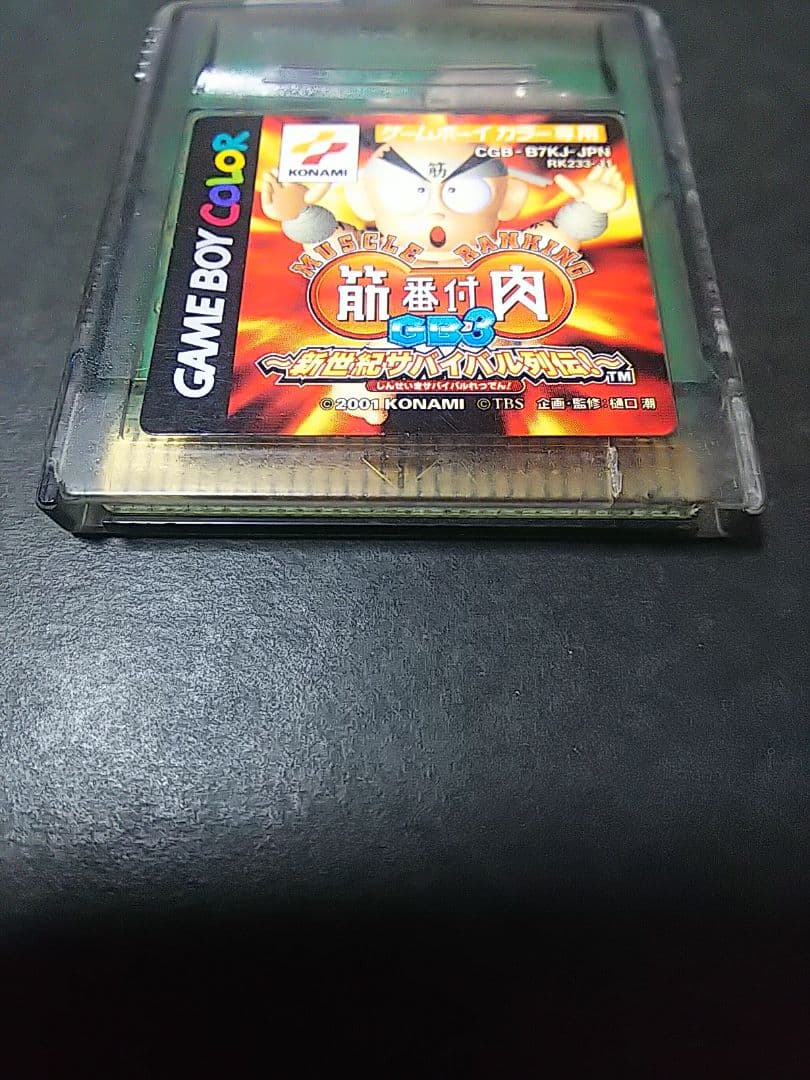 GAME BOY COLOR
KONAMI
ゲームボーイ カラー専用
CGB-B7KJ-JPN
RK233-J1
筋
MUSCLE RANKING
筋肉番付
GB3
～新世紀サバイバル列伝！～ TM
しんせいきサバイバルれつでん！
©2001 KONAMI ©TBS 企画・監修：樋口 潮